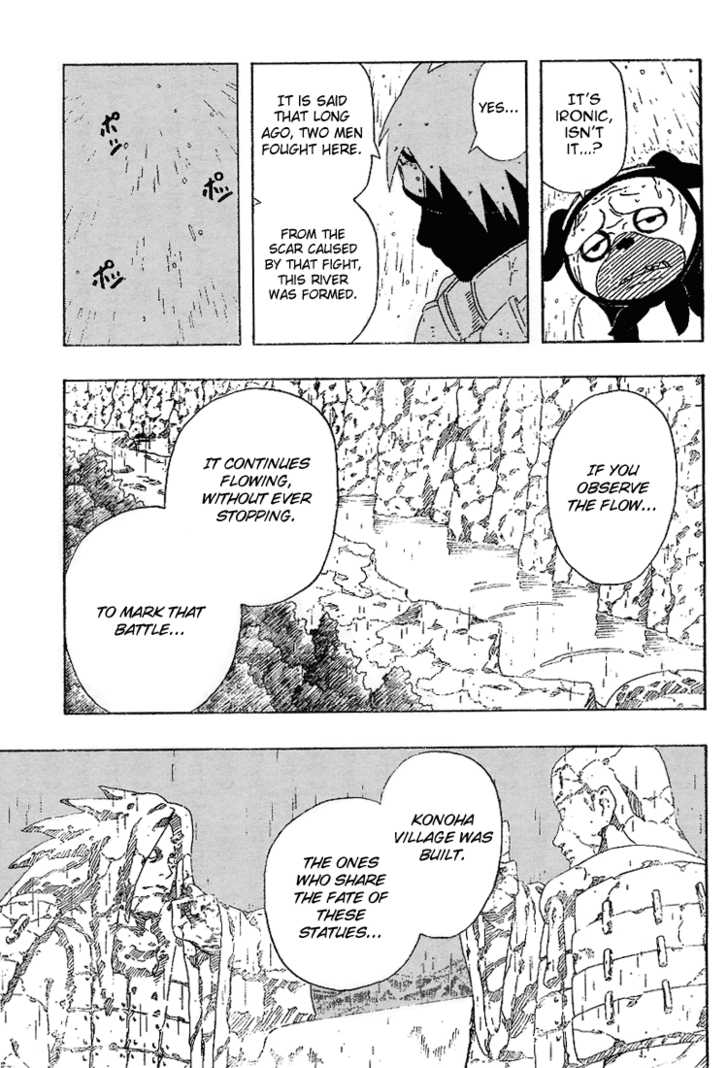 IT'S
IRONIC,
ISN'T
IT...?
YES...
IT IS SAID
THAT LONG
AGO, TWO MEN
FOUGHT HERE.
FROM THE
SCAR CAUSED
BY THAT FIGHT,
THIS RIVER
WAS FORMED.
ポッ
ポッ
ポッ
IF YOU
OBSERVE
THE FLOW...
IT CONTINUES
FLOWING,
WITHOUT EVER
STOPPING.
TO MARK THAT
BATTLE...
KONOHA
VILLAGE WAS
BUILT.
THE ONES
WHO SHARE
THE FATE OF
THESE
STATUES...